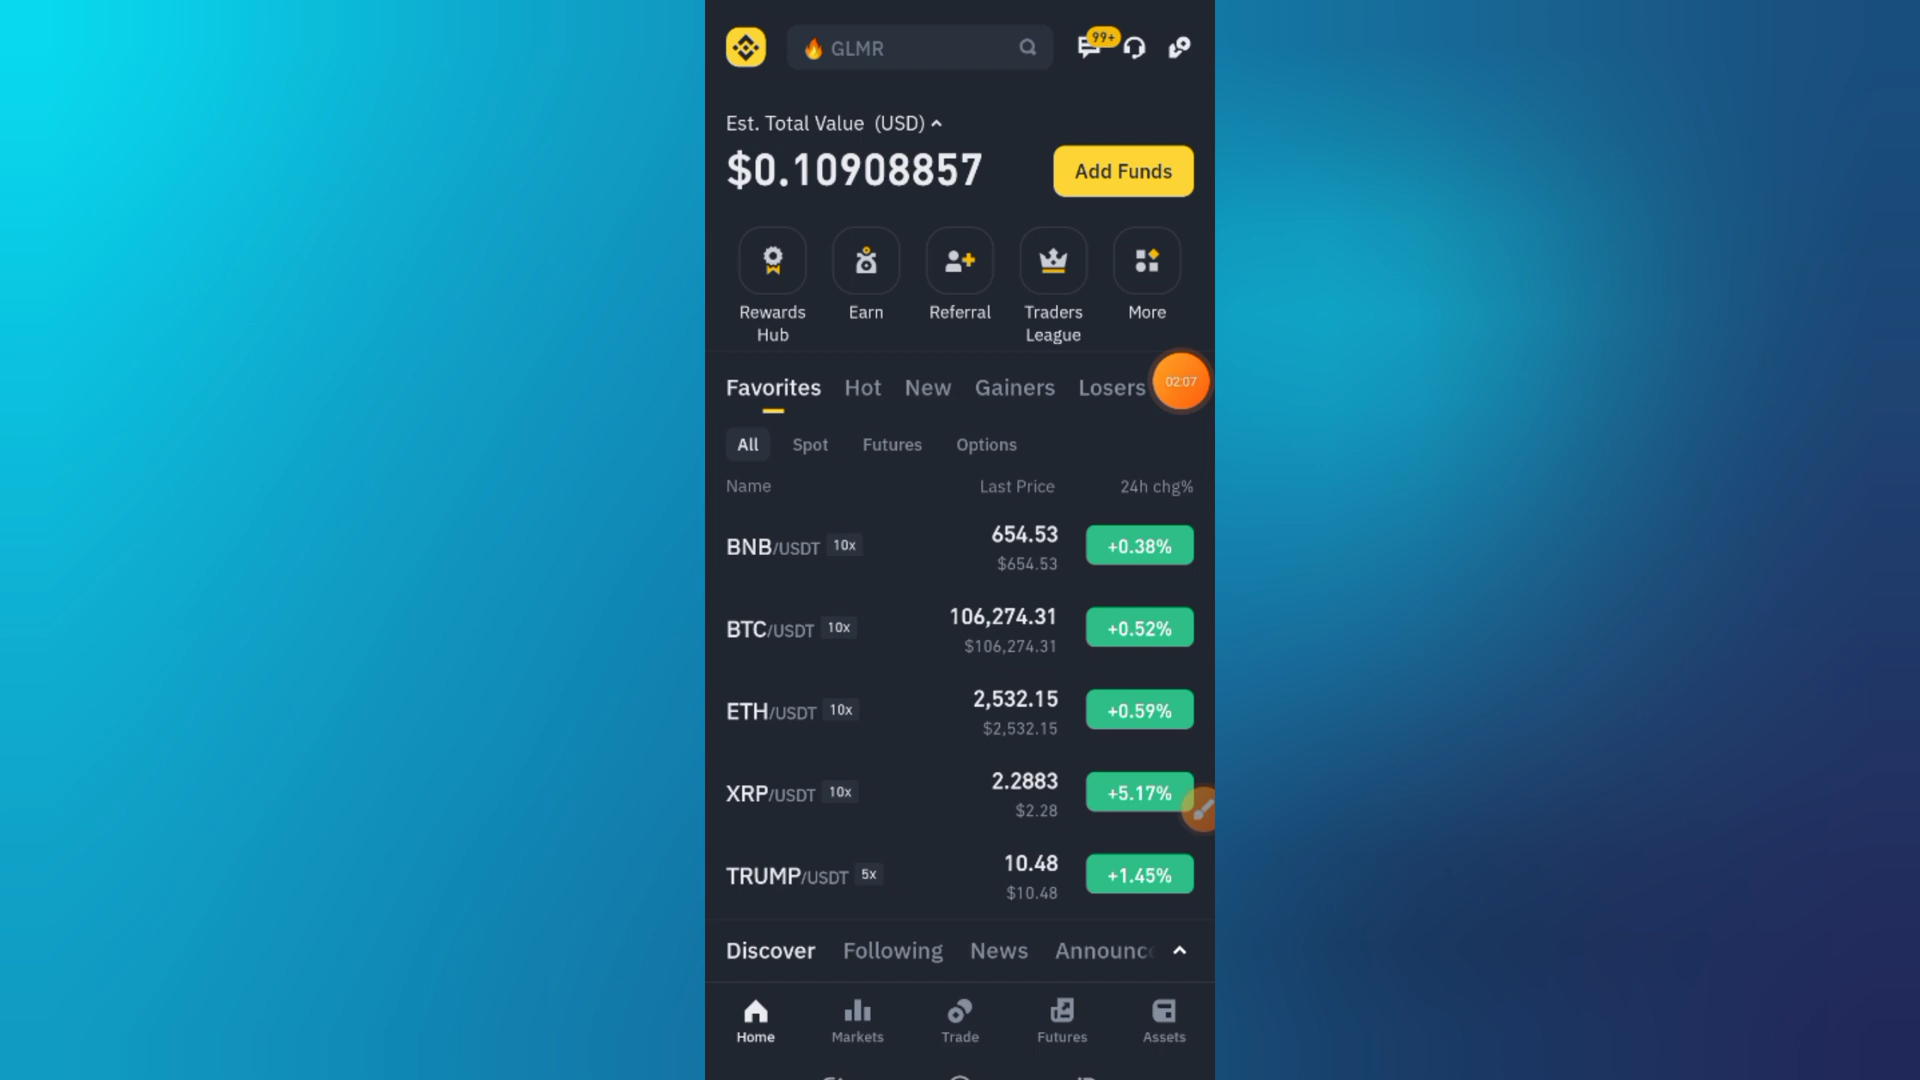 GLMR
99+
Est. Total Value (USD)
$0.10908857
Add Funds
Rewards Hub
Earn
Referral
Traders League
More
Favorites Hot New Gainers Losers
02:07
All Spot Futures Options
Name Last Price 24h chg%
BNB/USDT 10x 654.53 +0.38%
$654.53
BTC/USDT 10x 106,274.31 +0.52%
$106,274.31
ETH/USDT 10x 2,532.15 +0.59%
$2,532.15
XRP/USDT 10x 2.2883 +5.17%
$2.28
TRUMP/USDT 5x 10.48 +1.45%
$10.48
Discover Following News Announc
Home Markets Trade Futures Assets